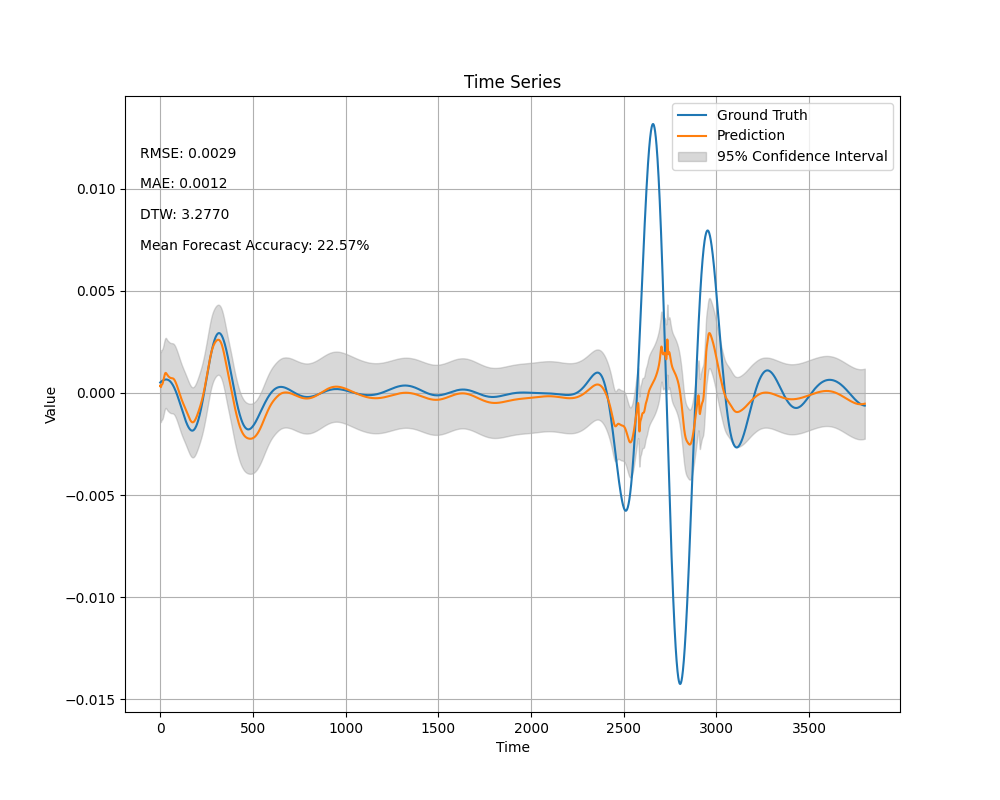 Time Series
Ground Truth
Prediction
95% Confidence Interval
RMSE: 0.0029
MAE: 0.0012
DTW: 3.2770
Mean Forecast Accuracy: 22.57%
0.010
0.005
0.000
−0.005
−0.010
−0.015
Value
0 500 1000 1500 2000 2500 3000 3500
Time